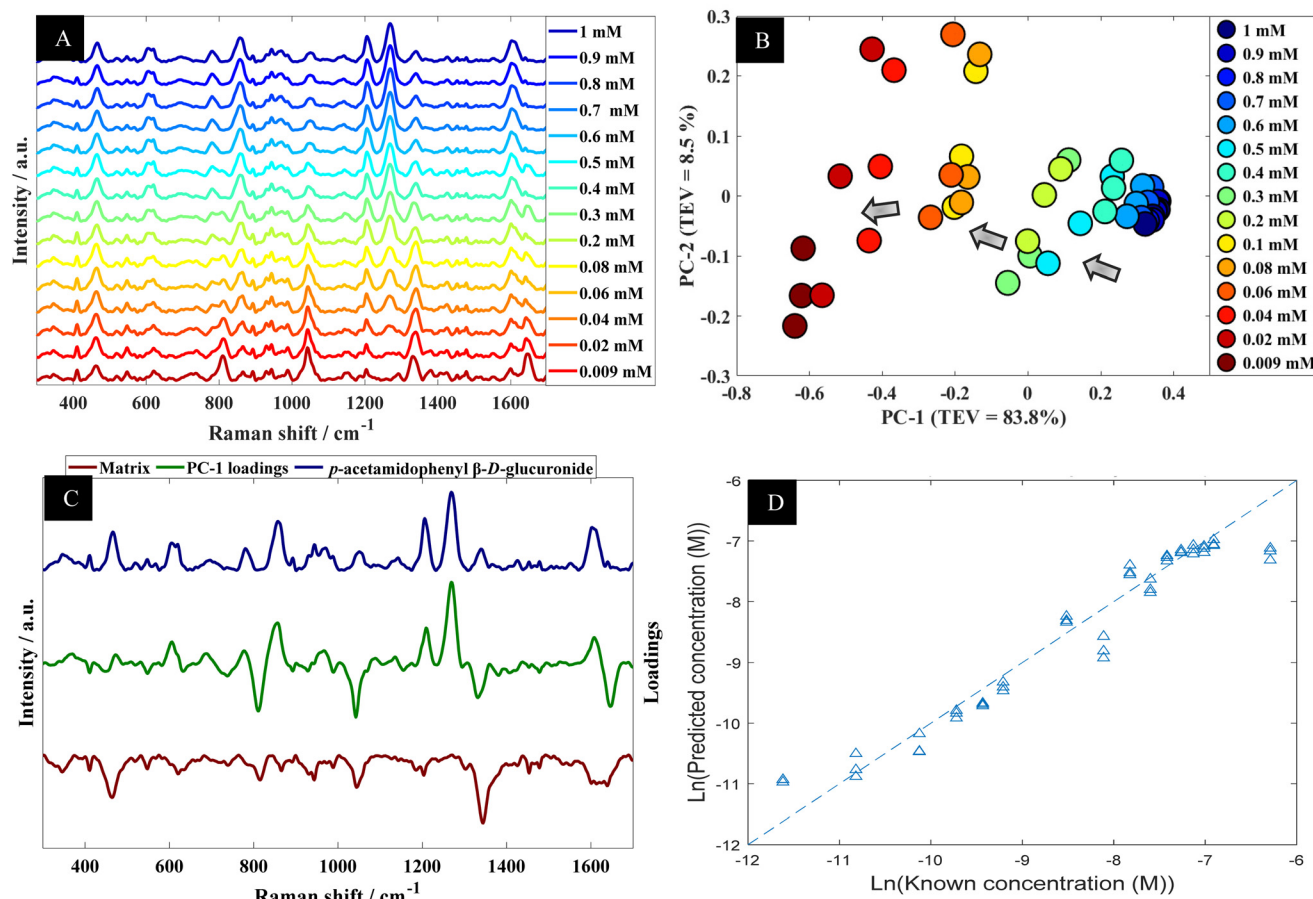 A
1 mM
0.9 mM
0.8 mM
0.7 mM
0.6 mM
0.5 mM
0.4 mM
0.3 mM
0.2 mM
0.08 mM
0.06 mM
0.04 mM
0.02 mM
0.009 mM
Intensity / a.u.
400 600 800 1000 1200 1400 1600
Raman shift / cm-1
B
0.3
0.2
0.1
0
-0.1
-0.2
-0.3
PC-2 (TEV = 8.5 %)
-0.8 -0.6 -0.4 -0.2 0 0.2 0.4
PC-1 (TEV = 83.8%)
1 mM
0.9 mM
0.8 mM
0.7 mM
0.6 mM
0.5 mM
0.4 mM
0.3 mM
0.2 mM
0.1 mM
0.08 mM
0.06 mM
0.04 mM
0.02 mM
0.009 mM
Matrix PC-1 loadings p-acetamidophenyl β-D-glucuronide
C
Intensity / a.u.
Loadings
400 600 800 1000 1200 1400 1600
Raman shift / cm-1
D
-6
-7
-8
-9
-10
-11
-12
Ln(Predicted concentration (M))
-12 -11 -10 -9 -8 -7 -6
Ln(Known concentration (M))